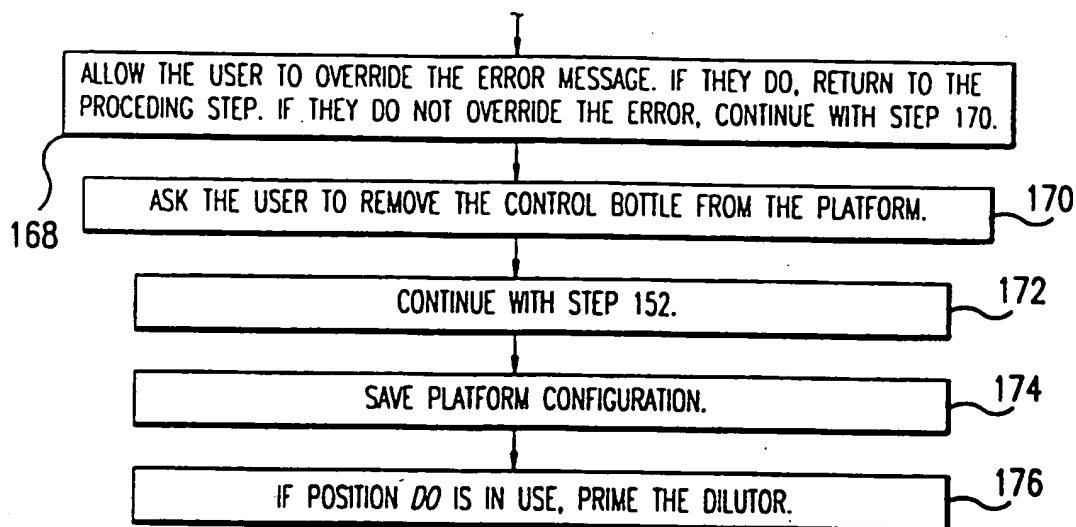 ALLOW THE USER TO OVERRIDE THE ERROR MESSAGE. IF THEY DO, RETURN TO THE
PROCEDING STEP. IF THEY DO NOT OVERRIDE THE ERROR, CONTINUE WITH STEP 170.
168
ASK THE USER TO REMOVE THE CONTROL BOTTLE FROM THE PLATFORM.
170
CONTINUE WITH STEP 152.
172
SAVE PLATFORM CONFIGURATION.
174
IF POSITION DO IS IN USE, PRIME THE DILUTOR.
176